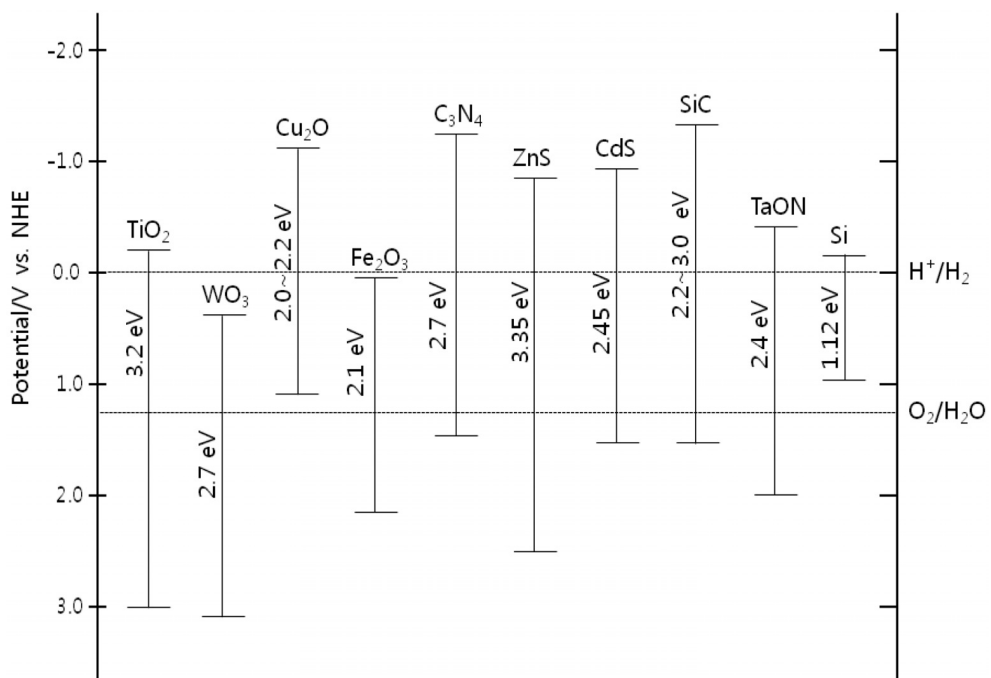 Potential/V vs. NHE
-2.0
-1.0
0.0
1.0
2.0
3.0
TiO₂
3.2 eV
WO₃
2.7 eV
Cu₂O
2.0~2.2 eV
Fe₂O₃
2.1 eV
C₃N₄
2.7 eV
ZnS
3.35 eV
CdS
2.45 eV
SiC
2.2~3.0 eV
TaON
2.4 eV
Si
1.12 eV
H⁺/H₂
O₂/H₂O